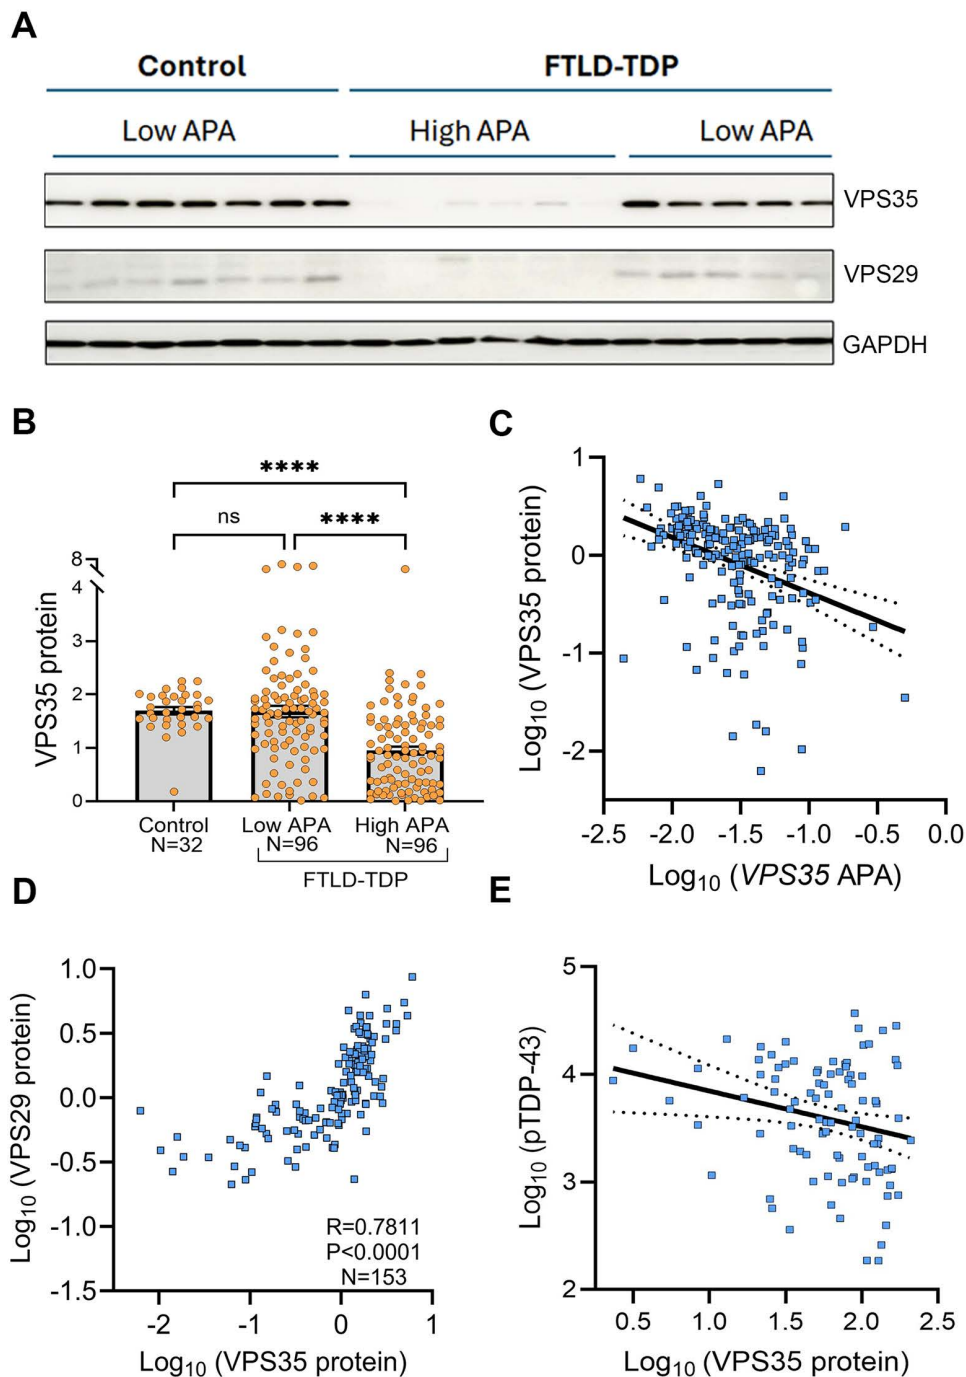 A
Control
FTLD-TDP
Low APA
High APA
Low APA
VPS35
VPS29
GAPDH
B
****
ns
****
VPS35 protein
8
4
3
2
1
0
Control
N=32
Low APA
N=96
High APA
N=96
FTLD-TDP
C
Log10 (VPS35 protein)
1
0
-1
-2
-2.5 -2.0 -1.5 -1.0 -0.5 0.0
Log10 (VPS35 APA)
D
Log10 (VPS29 protein)
1.0
0.5
0.0
-0.5
-1.0
-1.5
R=0.7811
P<0.0001
N=153
-2 -1 0 1
Log10 (VPS35 protein)
E
Log10 (pTDP-43)
5
4
3
2
0.5 1.0 1.5 2.0 2.5
Log10 (VPS35 protein)